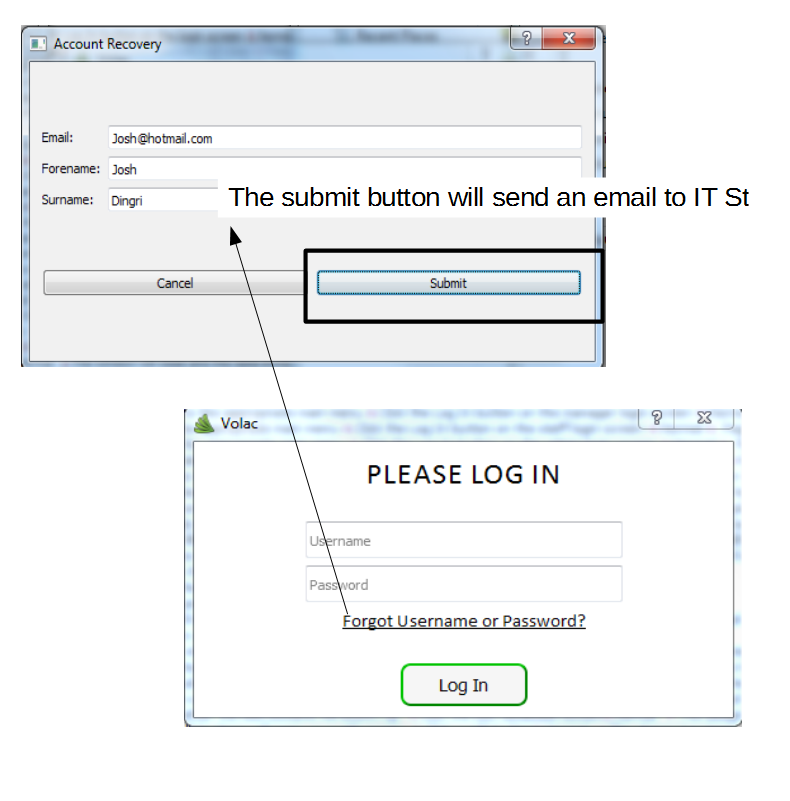 Account Recovery
Email: Josh@hotmail.com
Forename: Josh
Surname: Dingri
The submit button will send an email to IT St
Cancel Submit
Volac
PLEASE LOG IN
Username
Password
Forgot Username or Password?
Log In